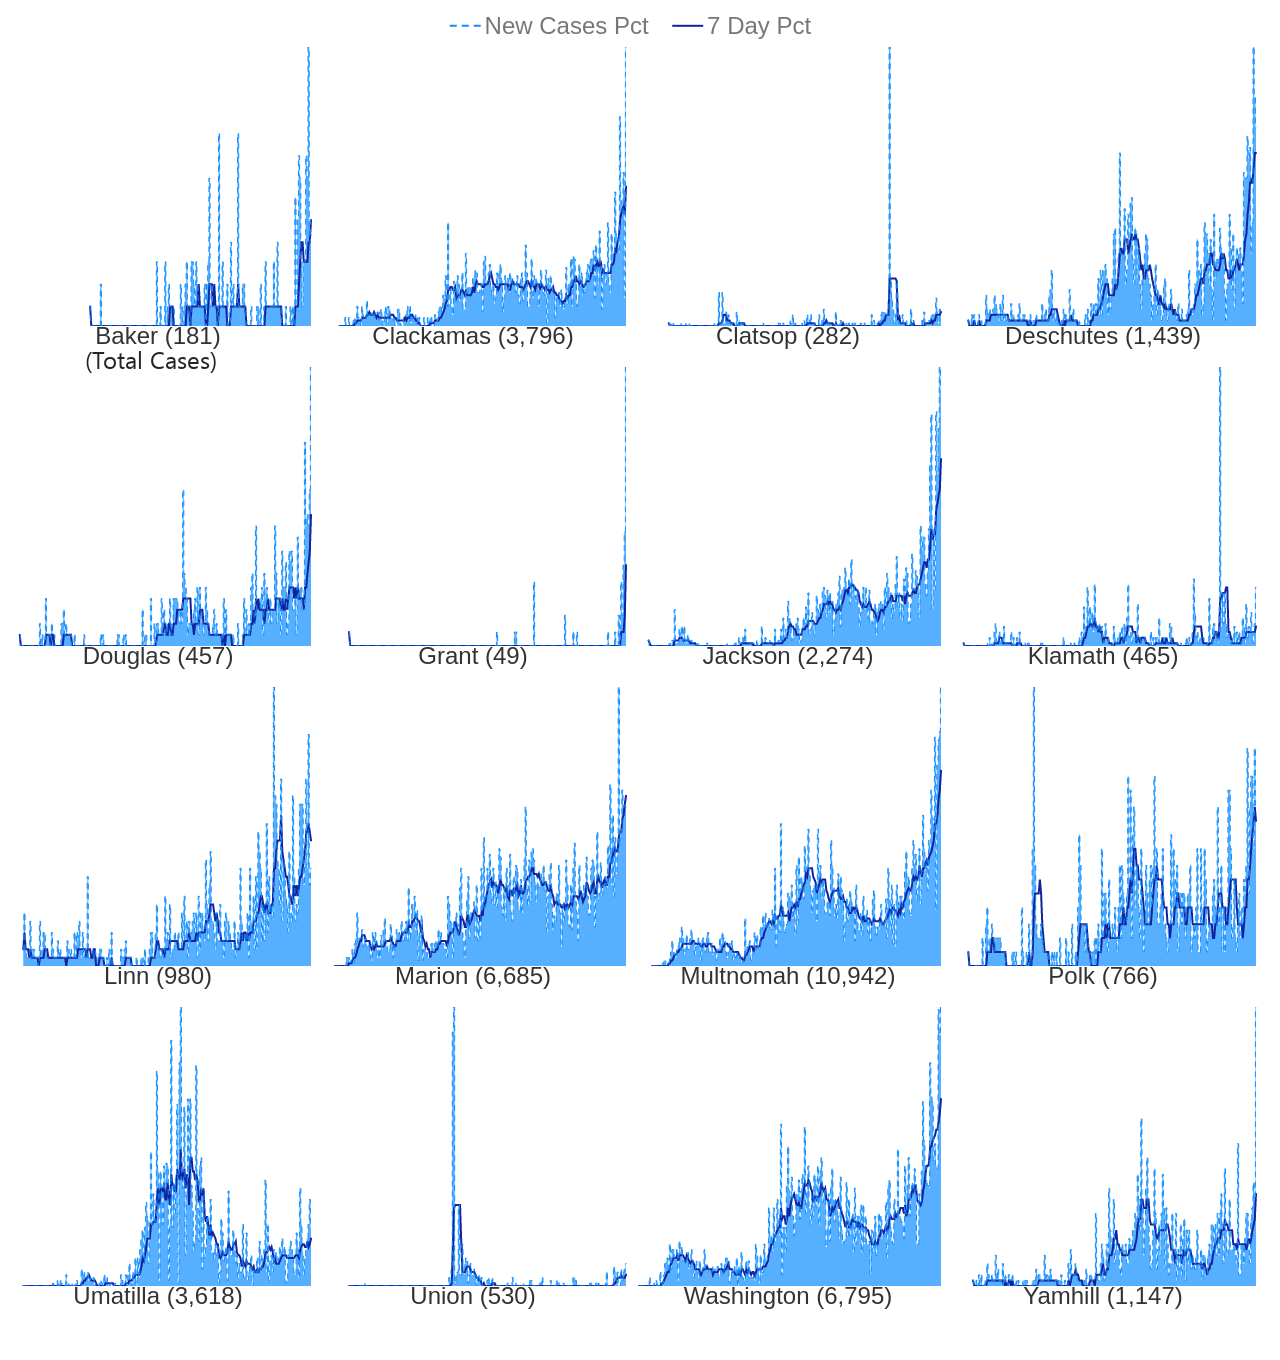 New Cases Pct 7 Day Pct
Baker (181) Clackamas (3,796) Clatsop (282) Deschutes (1,439)
(Total Cases)
Douglas (457) Grant (49) Jackson (2,274) Klamath (465)
Linn (980) Marion (6,685) Multnomah (10,942) Polk (766)
Umatilla (3,618) Union (530) Washington (6,795) Yamhill (1,147)